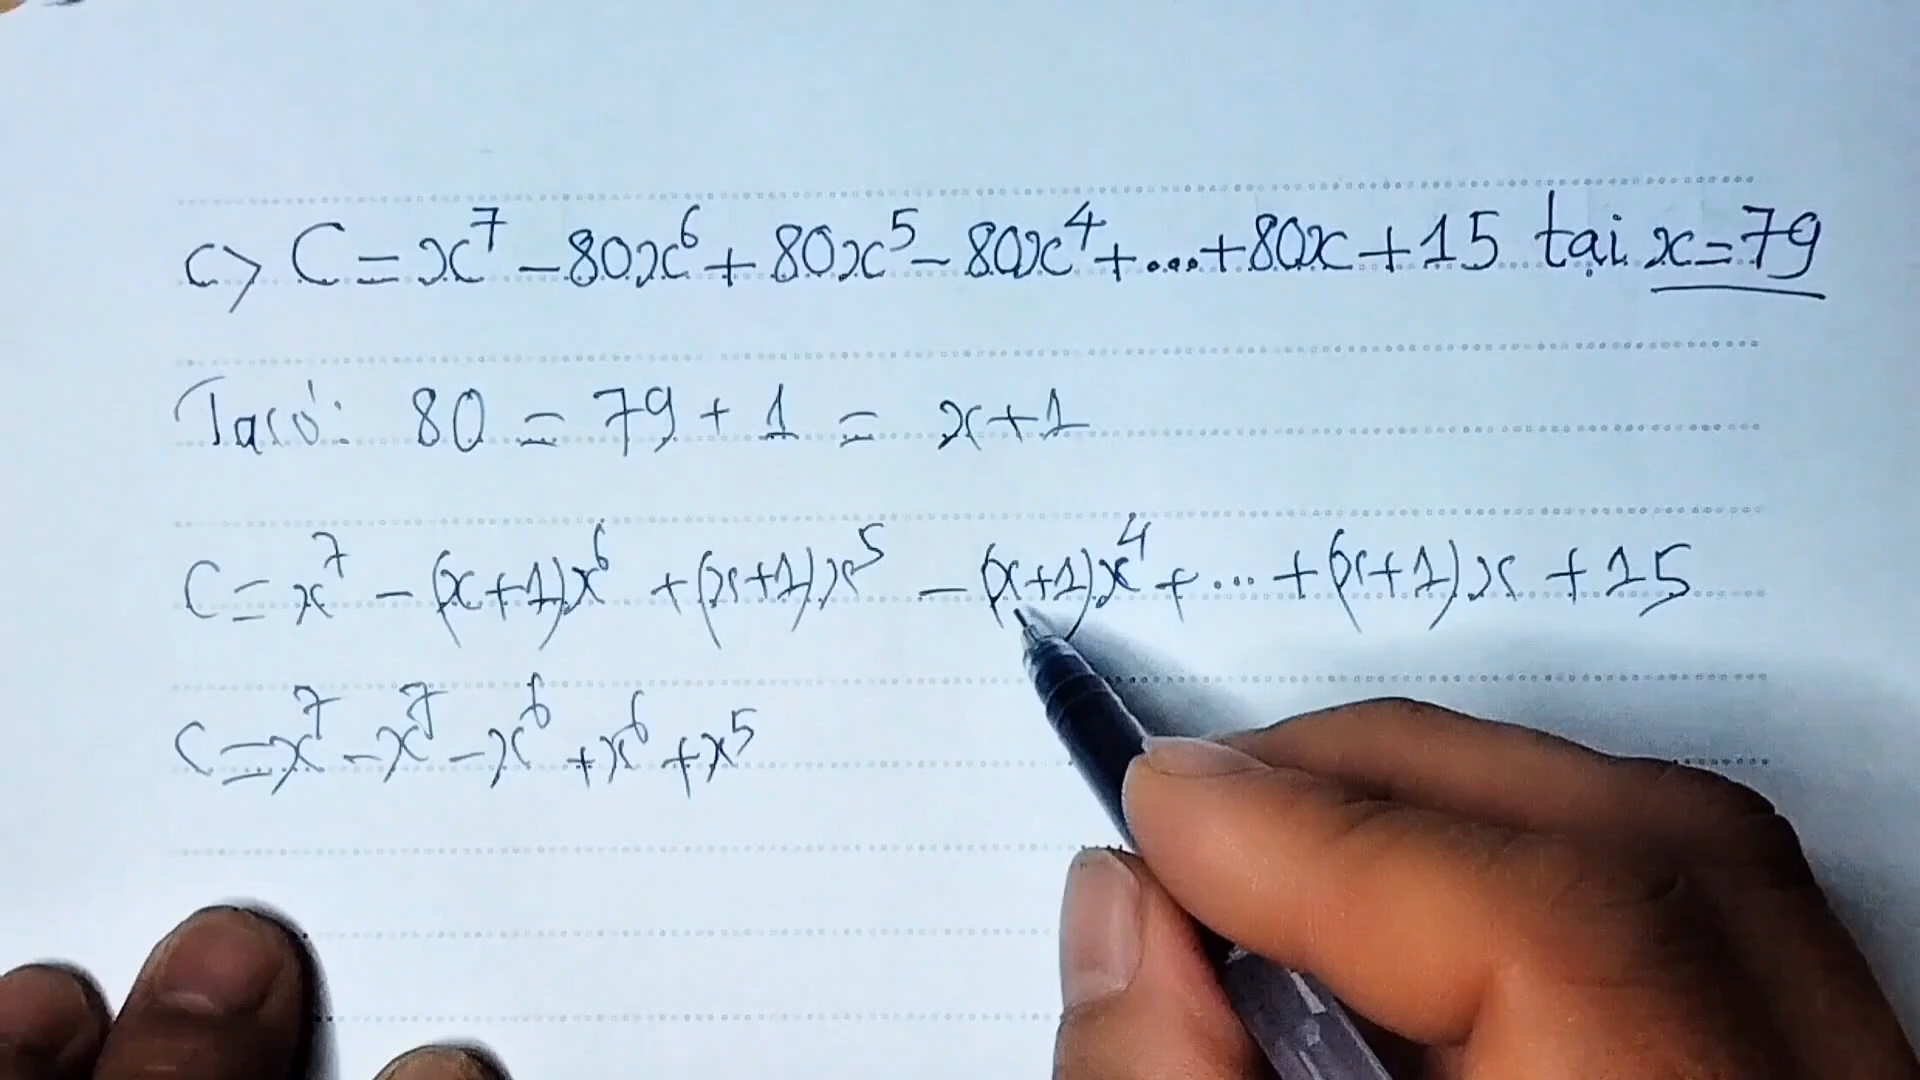 c> C = x⁷ - 80x⁶ + 80x⁵ - 80x⁴ + ... + 80x + 15 tại x = 79
Ta có: 80 = 79 + 1 = x + 1
C = x⁷ - (x+1)x⁶ + (x+1)x⁵ - (x+1)x⁴ + ... + (x+1)x + 15
C = x⁷ - x⁷ - x⁶ + x⁶ + x⁵